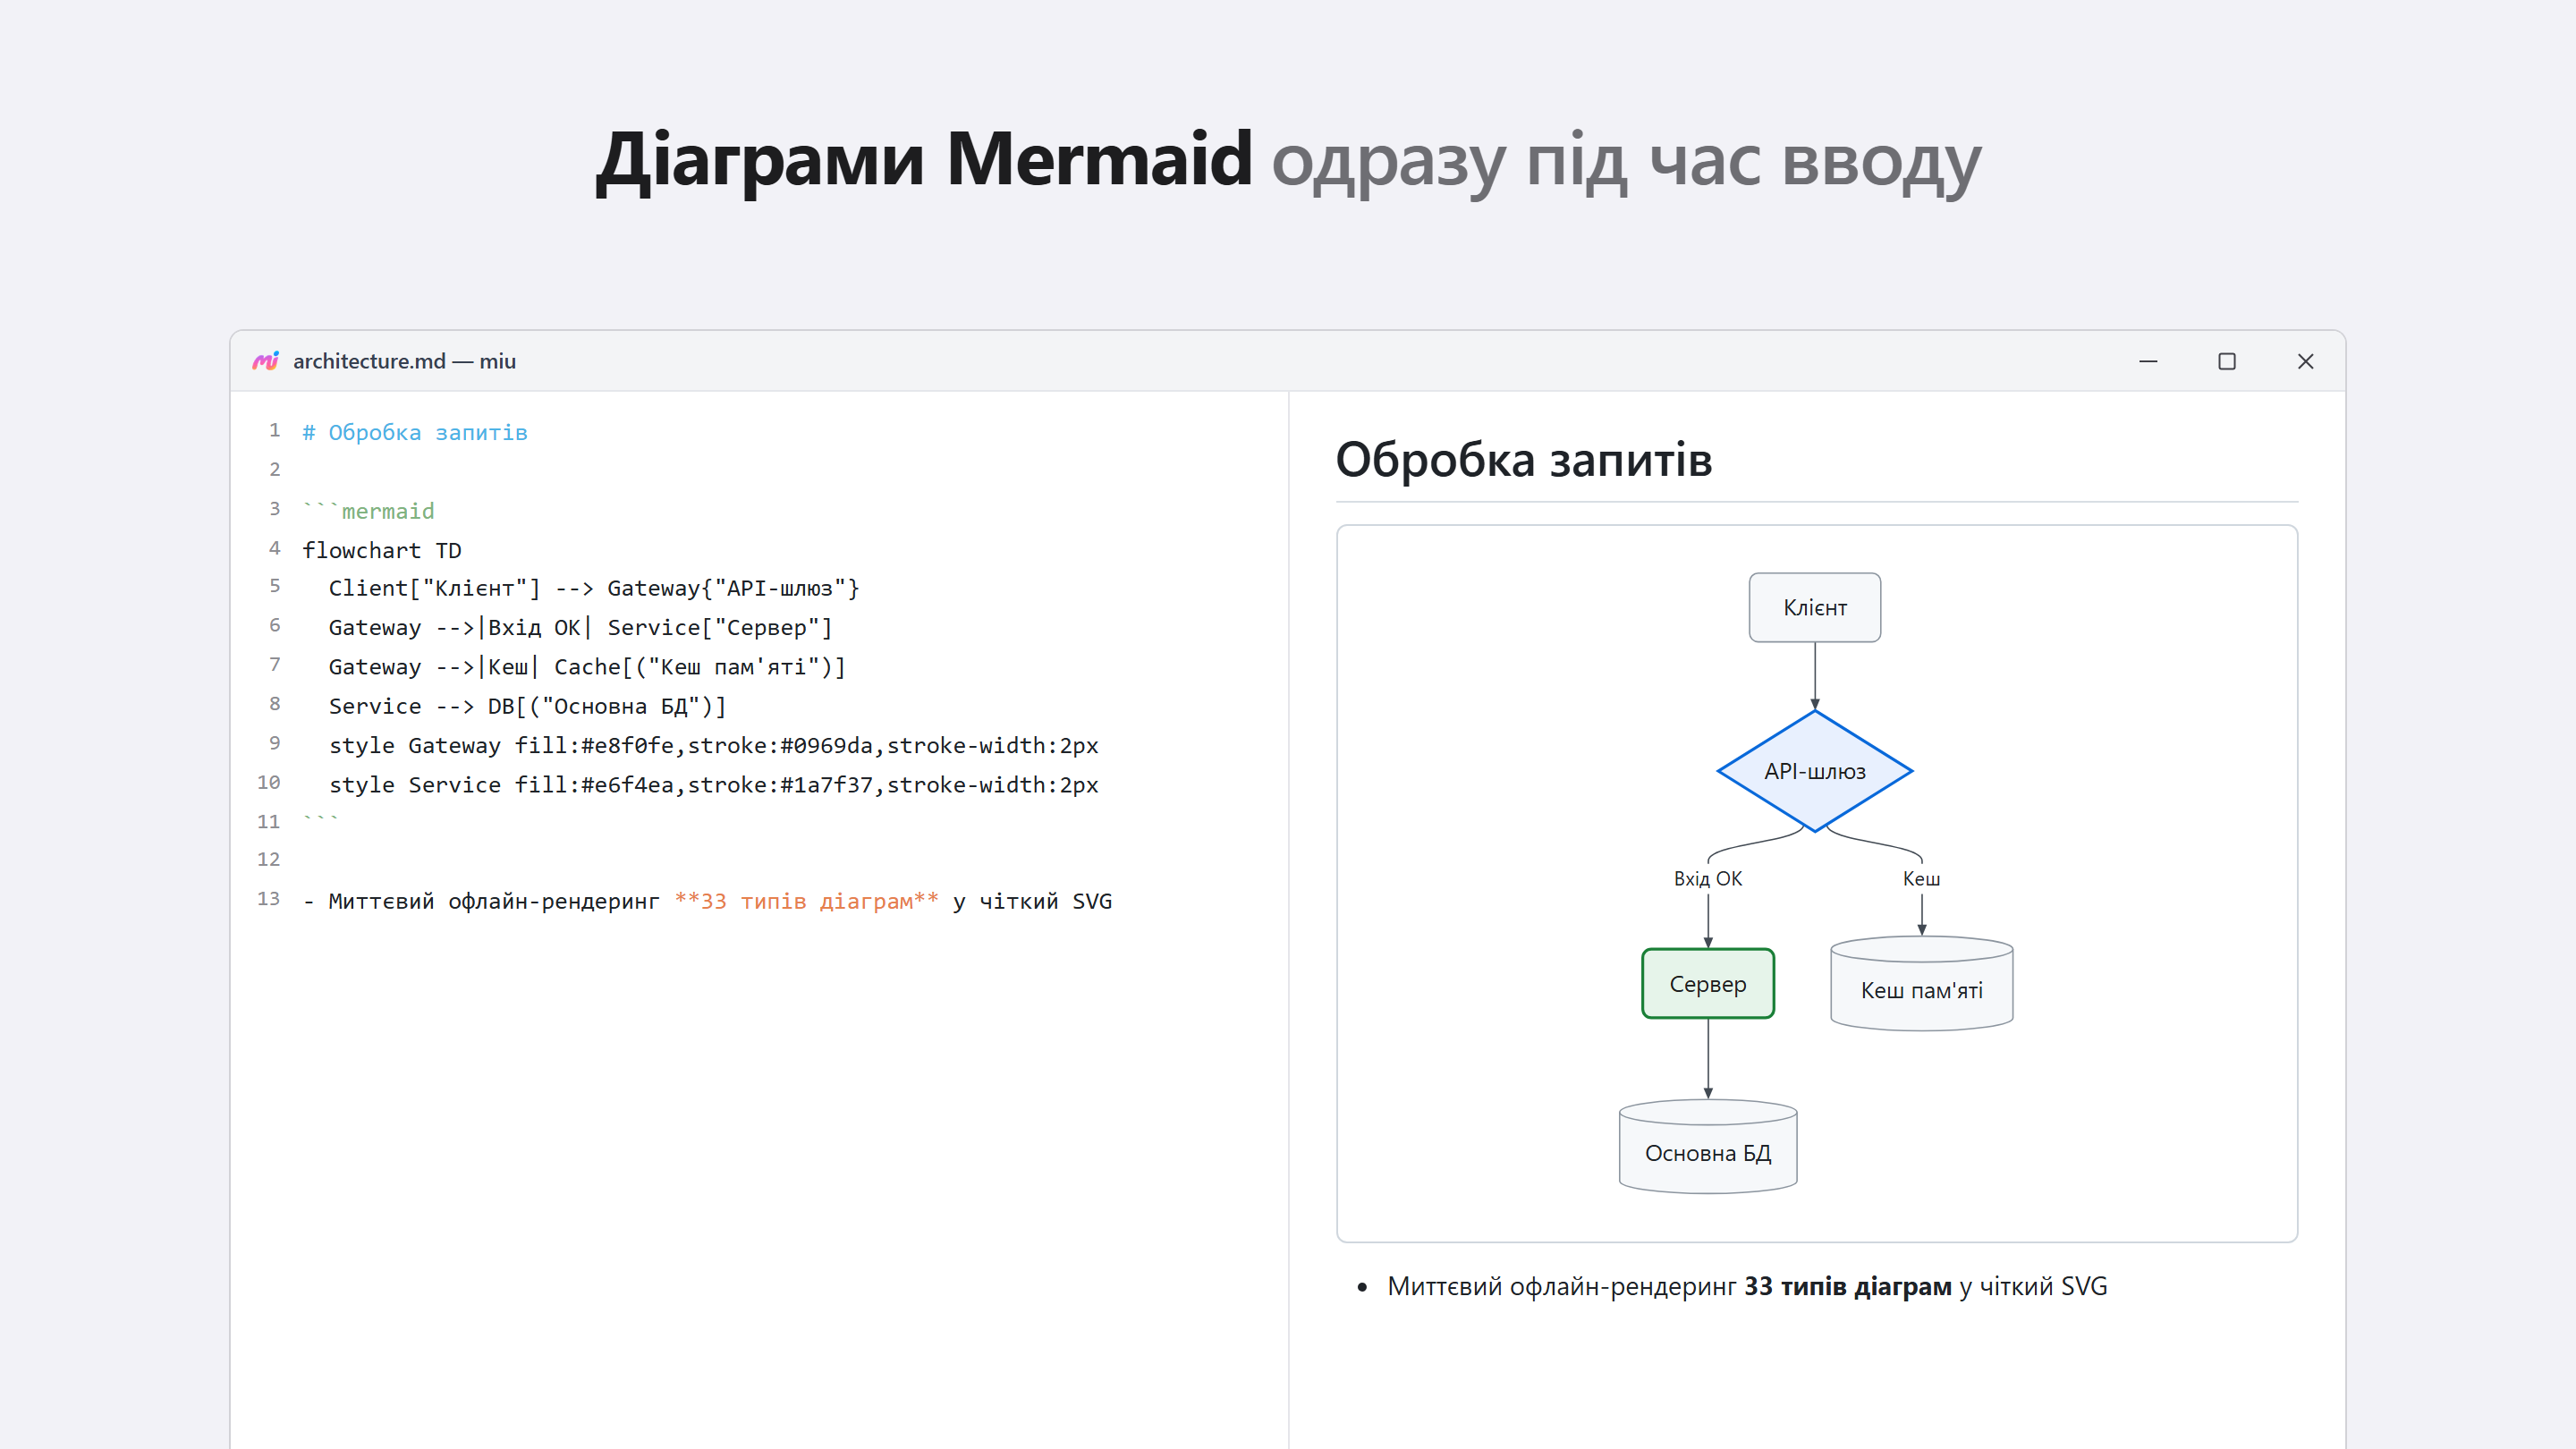 Діаграми Mermaid одразу під час вводу
mi architecture.md — miu
1 # Обробка запитів
2
3 ```mermaid
4 flowchart TD
5 Client["Клієнт"] --> Gateway{"API-шлюз"}
6 Gateway -->|Вхід OK| Service["Сервер"]
7 Gateway -->|Кеш| Cache[("Кеш пам'яті")]
8 Service --> DB[("Основна БД")]
9 style Gateway fill:#e8f0fe,stroke:#0969da,stroke-width:2px
10 style Service fill:#e6f4ea,stroke:#1a7f37,stroke-width:2px
11 ```
12
13 - Миттєвий офлайн-рендеринг **33 типів діаграм** у чіткий SVG
Обробка запитів
Клієнт
API-шлюз
Вхід OK
Кеш
Сервер
Кеш пам'яті
Основна БД
• Миттєвий офлайн-рендеринг 33 типів діаграм у чіткий SVG